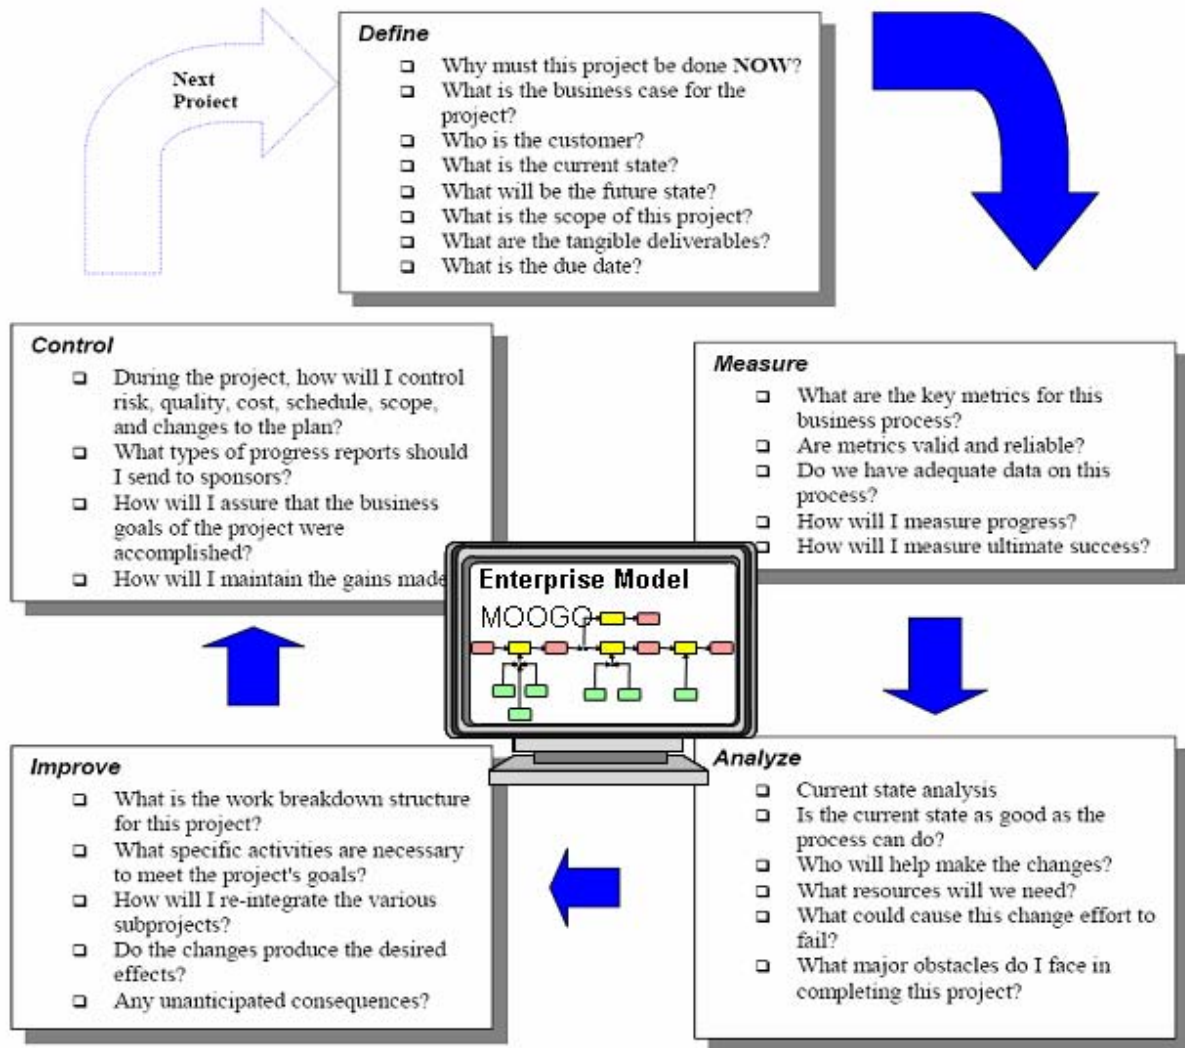 Next
Project
Define
❑ Why must this project be done NOW?
❑ What is the business case for the
project?
❑ Who is the customer?
❑ What is the current state?
❑ What will be the future state?
❑ What is the scope of this project?
❑ What are the tangible deliverables?
❑ What is the due date?
Measure
❑ What are the key metrics for this
business process?
❑ Are metrics valid and reliable?
❑ Do we have adequate data on this
process?
❑ How will I measure progress?
❑ How will I measure ultimate success?
Analyze
❑ Current state analysis
❑ Is the current state as good as the
process can do?
❑ Who will help make the changes?
❑ What resources will we need?
❑ What could cause this change effort to
fail?
❑ What major obstacles do I face in
completing this project?
Improve
❑ What is the work breakdown structure
for this project?
❑ What specific activities are necessary
to meet the project's goals?
❑ How will I re-integrate the various
subprojects?
❑ Do the changes produce the desired
effects?
❑ Any unanticipated consequences?
Control
❑ During the project, how will I control
risk, quality, cost, schedule, scope,
and changes to the plan?
❑ What types of progress reports should
I send to sponsors?
❑ How will I assure that the business
goals of the project were
accomplished?
❑ How will I maintain the gains made
Enterprise Model
MOOGO